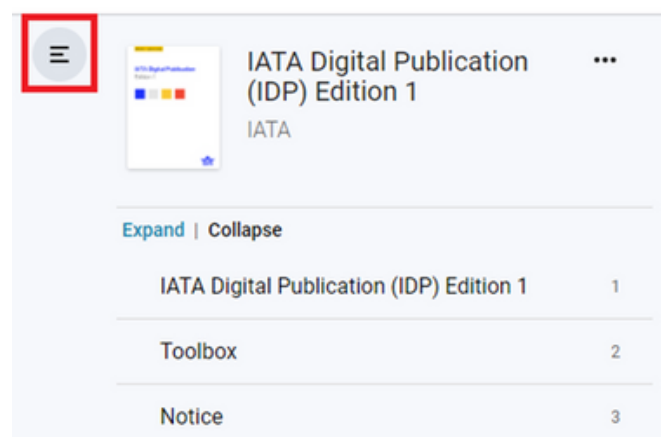 IATA Digital Publication
(IDP) Edition 1
IATA
Expand | Collapse
IATA Digital Publication (IDP) Edition 1 1
Toolbox 2
Notice 3